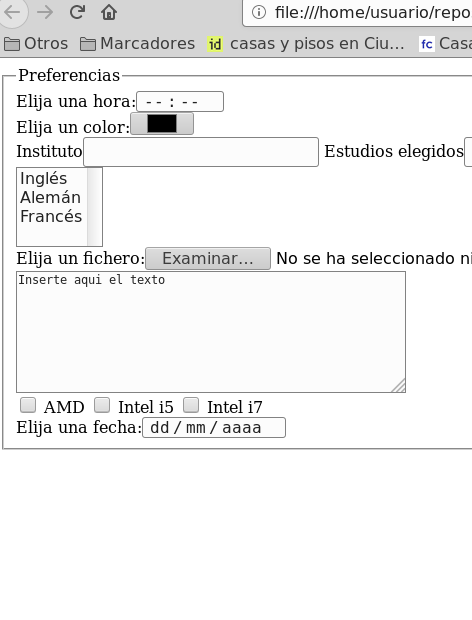 file:///home/usuario/repo
Otros Marcadores casas y pisos en Ciu... Casa
Preferencias
Elija una hora: --:--
Elija un color:
Instituto Estudios elegidos
Inglés
Alemán
Francés
Elija un fichero: Examinar... No se ha seleccionado ni
Inserte aqui el texto
AMD Intel i5 Intel i7
Elija una fecha: dd/mm/aaaa